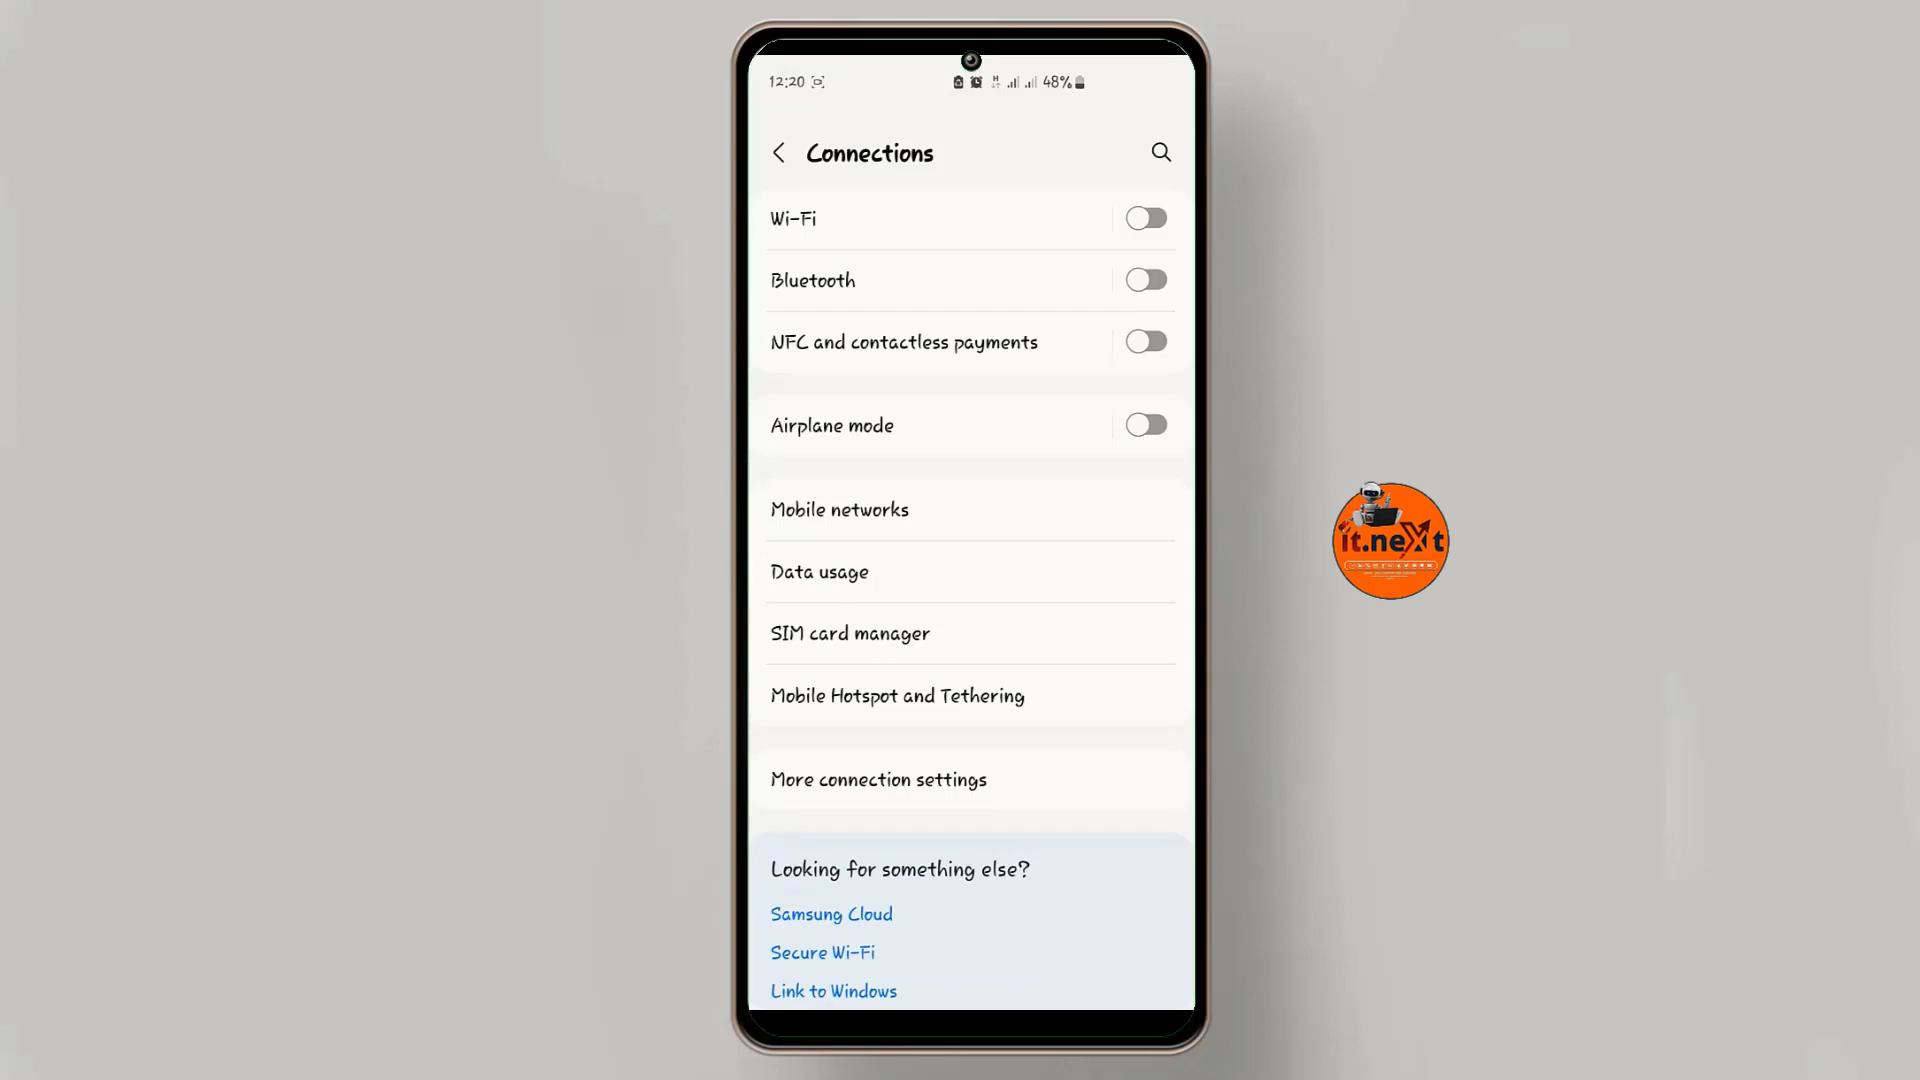 12:20
H
48%
Connections
Wi-Fi
Bluetooth
NFC and contactless payments
Airplane mode
Mobile networks
Data usage
SIM card manager
Mobile Hotspot and Tethering
More connection settings
Looking for something else?
Samsung Cloud
Secure Wi-Fi
Link to Windows
it.neXt